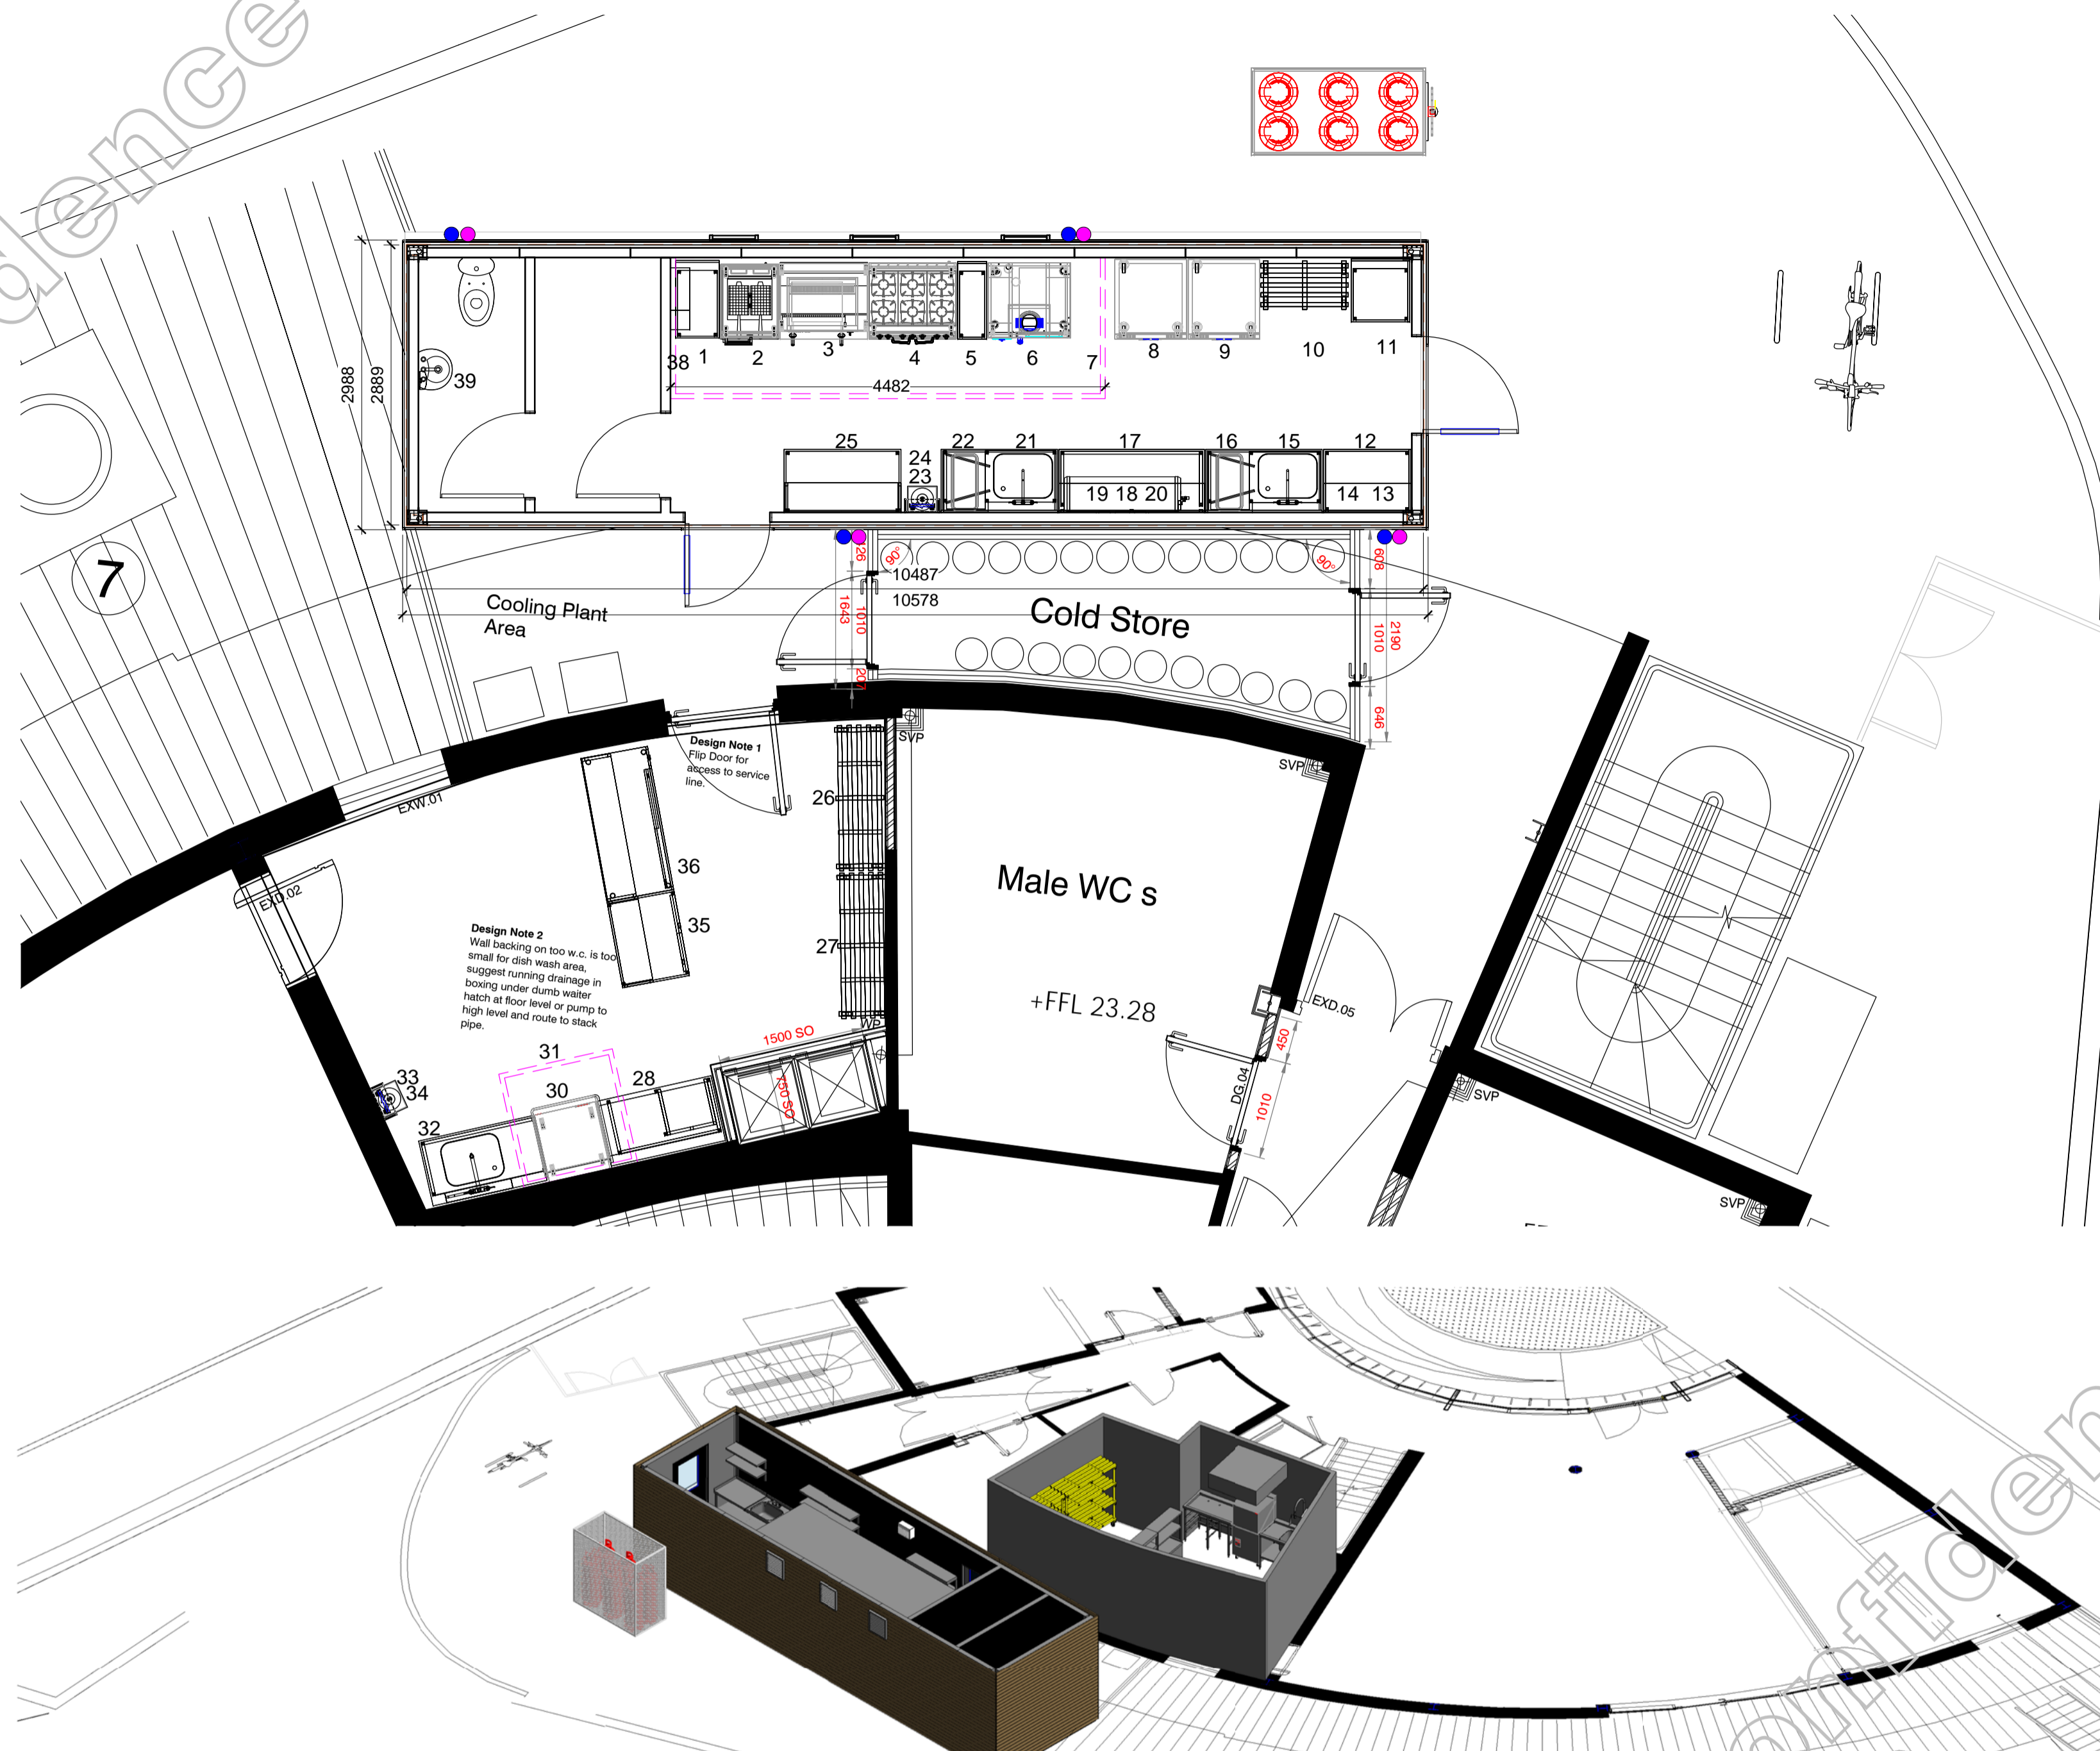 dence
2988
2889
39
38
1
2
3
4
5
6
7
8
9
10
11
4482
25
24
23
22
21
17
16
15
12
19 18 20
14 13
7
126
90°
10487
10578
1643
1010
207
90°
608
2190
1010
646
Cooling Plant
Area
Cold Store
SVP
SVP
Design Note 1
Flip Door for
access to service
line.
EXW.01
EXD.02
26
36
35
27
Male WC s
+FFL 23.28
EXD.05
450
DG.04
1010
Design Note 2
Wall backing on too w.c. is too
small for dish wash area,
suggest running drainage in
boxing under dumb waiter
hatch at floor level or pump to
high level and route to stack
pipe.
WP
1500 SO
750 SO
31
30
28
33
34
32
SVP
SVP
onfiden